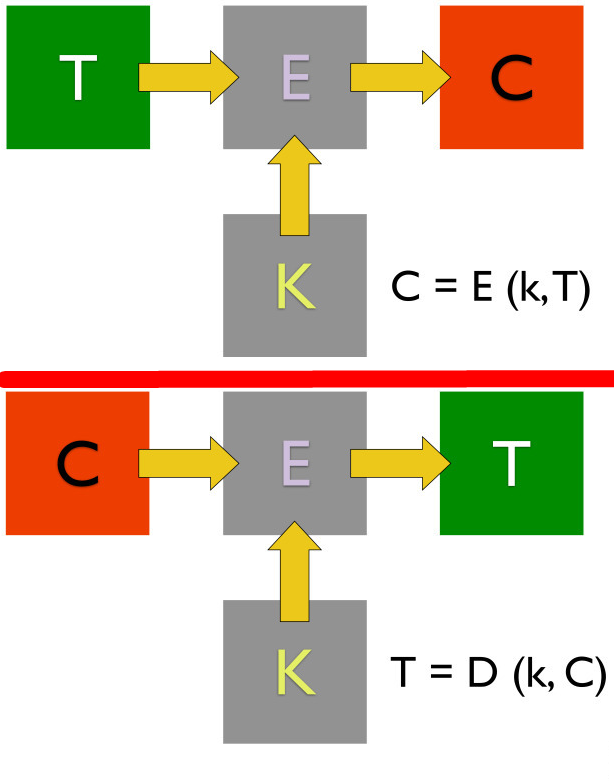 T E C
K
C = E (k,T)
C E T
K
T = D (k, C)